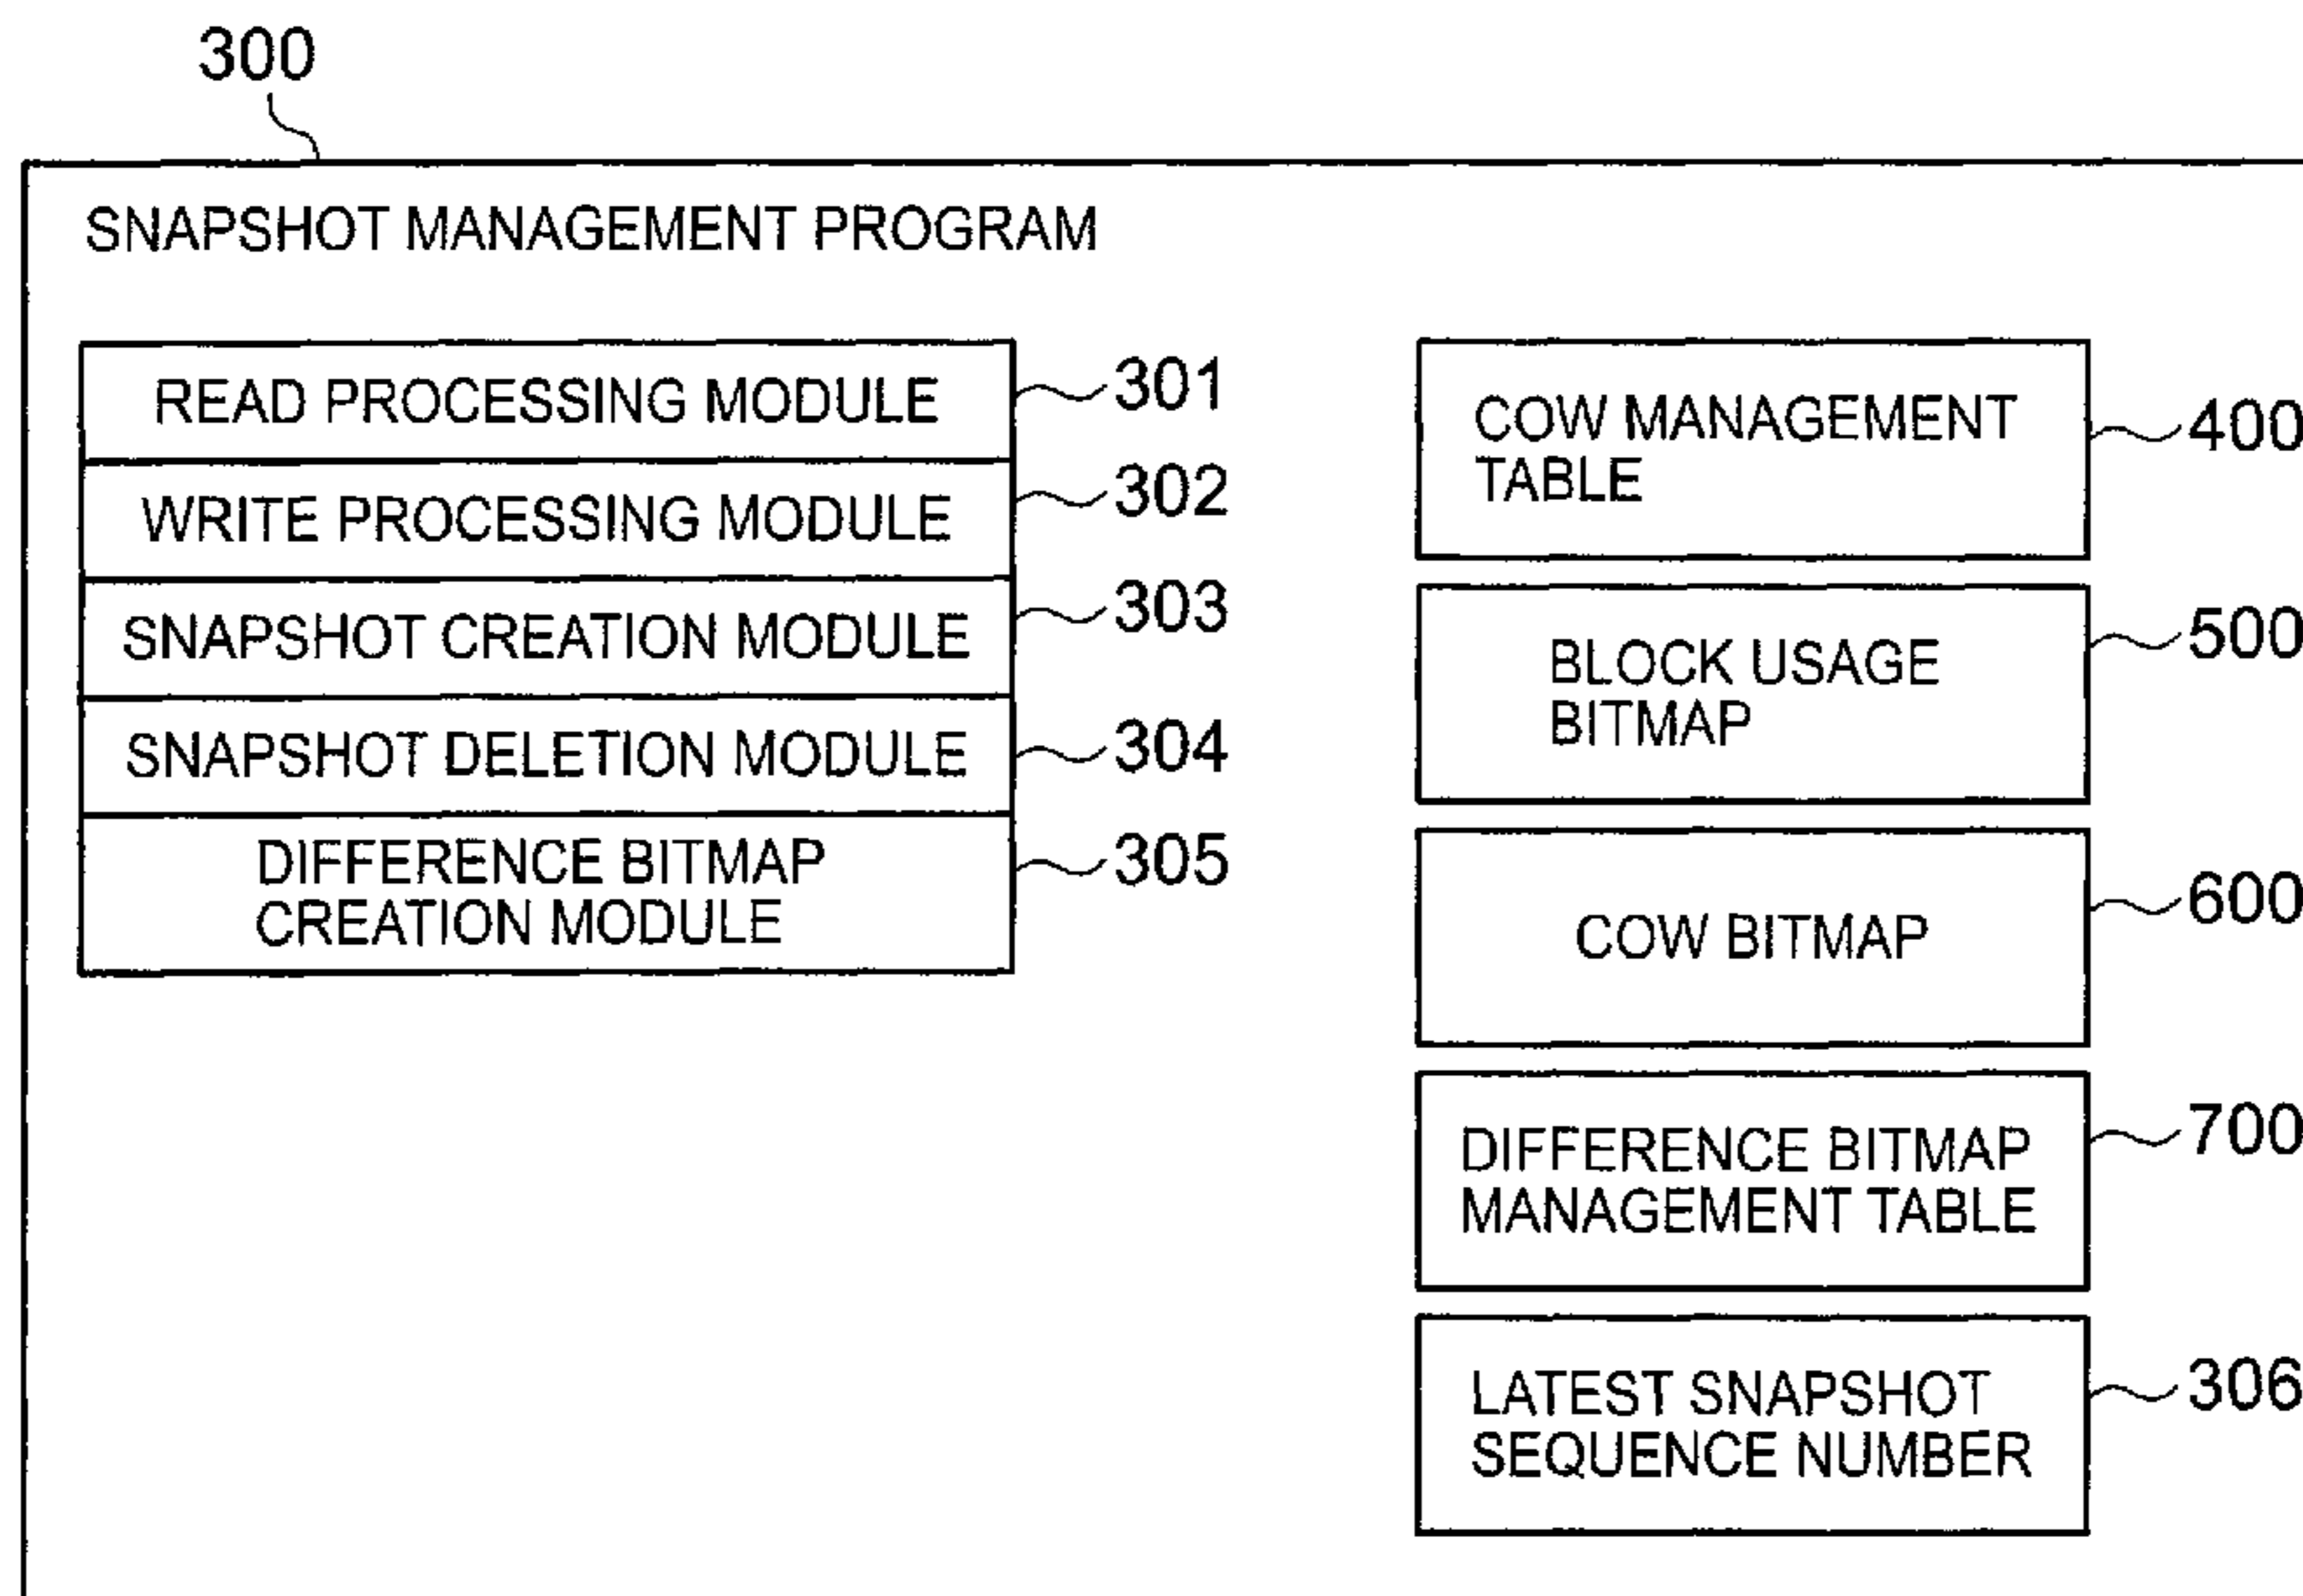 300
SNAPSHOT MANAGEMENT PROGRAM
READ PROCESSING MODULE
301
WRITE PROCESSING MODULE
302
SNAPSHOT CREATION MODULE
303
SNAPSHOT DELETION MODULE
304
DIFFERENCE BITMAP
CREATION MODULE
305
COW MANAGEMENT
TABLE
400
BLOCK USAGE
BITMAP
500
COW BITMAP
600
DIFFERENCE BITMAP
MANAGEMENT TABLE
700
LATEST SNAPSHOT
SEQUENCE NUMBER
306